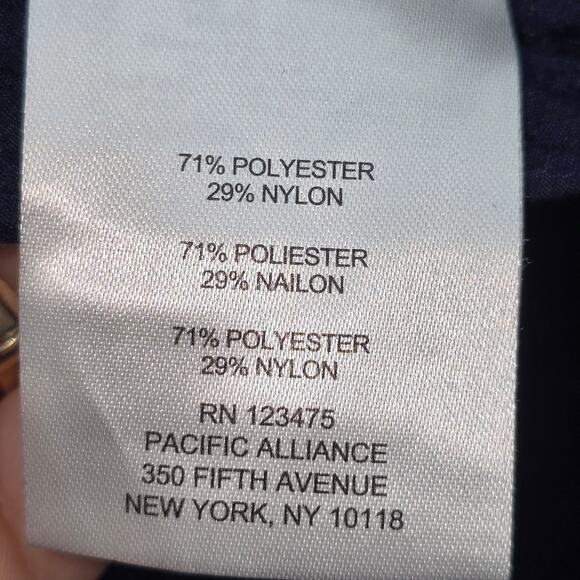 71% POLYESTER
29% NYLON
71% POLIESTER
29% NAILON
71% POLYESTER
29% NYLON
RN 123475
PACIFIC ALLIANCE
350 FIFTH AVENUE
NEW YORK, NY 10118